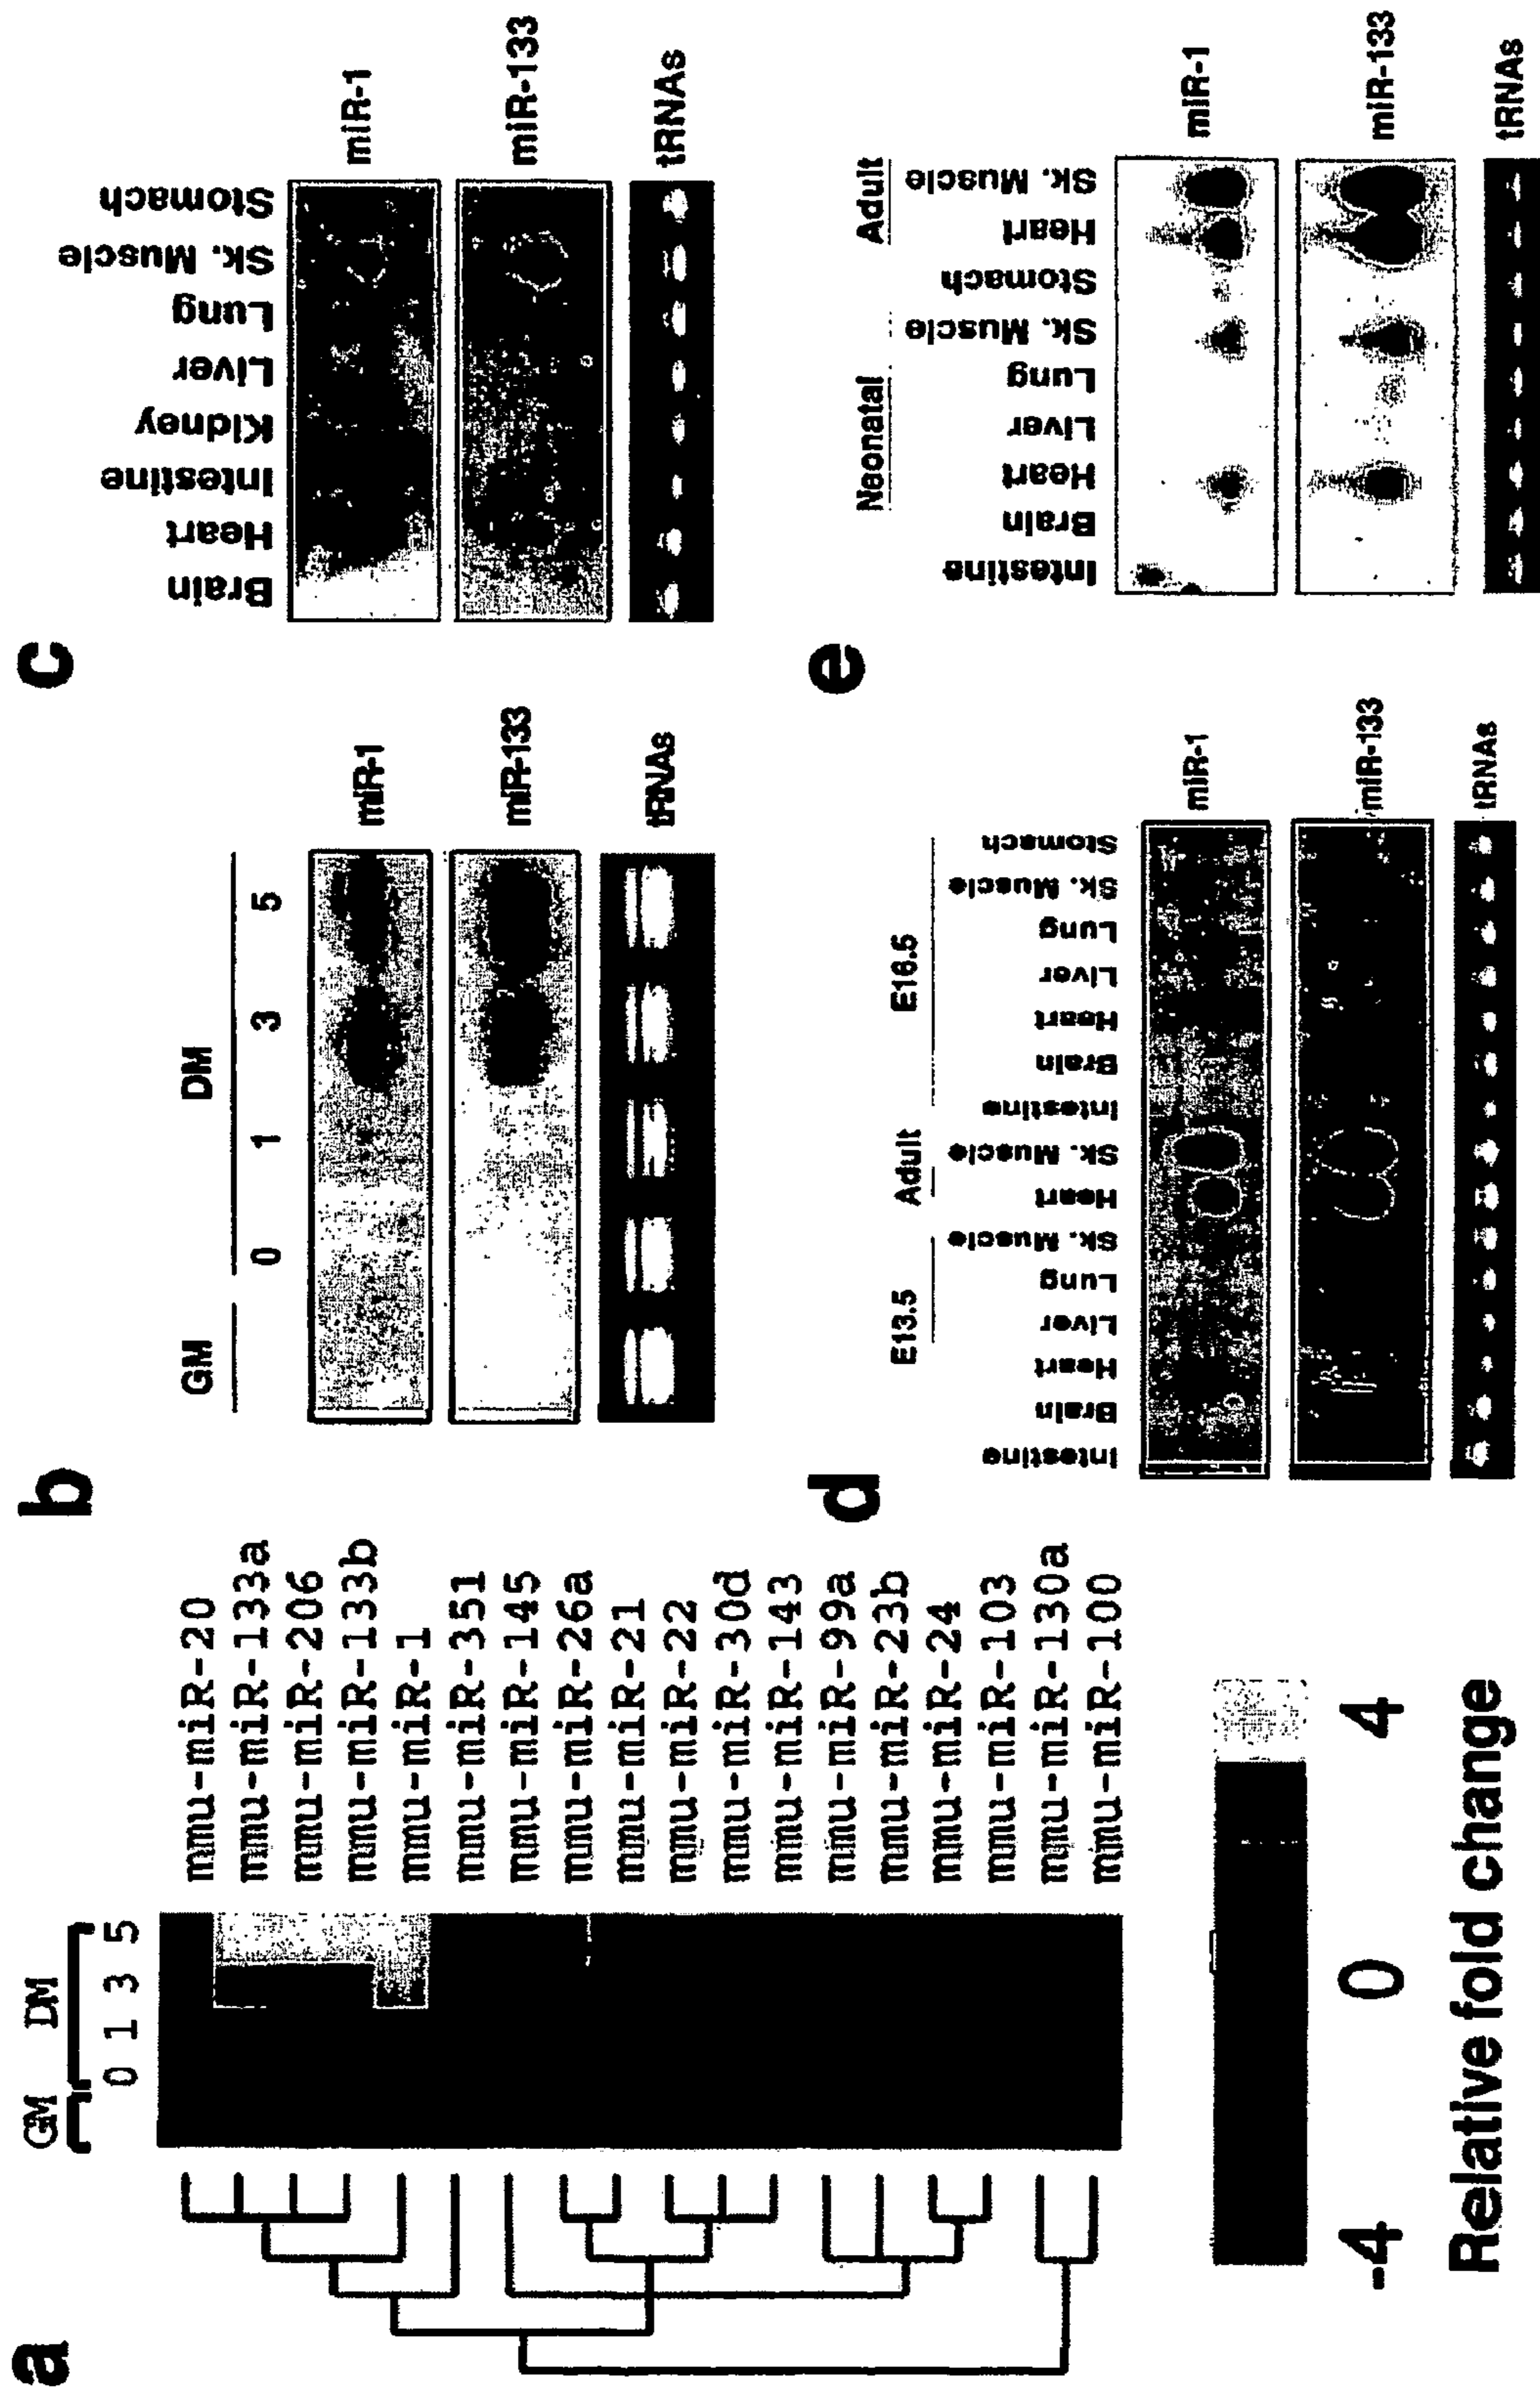 a
GM DM
0 1 3 5
mmu-miR-20
mmu-miR-133a
mmu-miR-206
mmu-miR-133b
mmu-miR-1
mmu-miR-351
mmu-miR-145
mmu-miR-26a
mmu-miR-21
mmu-miR-22
mmu-miR-30d
mmu-miR-143
mmu-miR-99a
mmu-miR-23b
mmu-miR-24
mmu-miR-103
mmu-miR-130a
mmu-miR-100
-4 0 4
Relative fold change
b
GM DM
0 1 3 5
miR-1
miR-133
tRNAs
c
Brain
Heart
Intestine
Kidney
Liver
Lung
Sk. Muscle
Stomach
miR-1
miR-133
tRNAs
d
E13.5 Adult E16.5
Intestine
Brain
Heart
Liver
Lung
Sk. Muscle
Heart
Sk. Muscle
Intestine
Brain
Heart
Liver
Lung
Sk. Muscle
Stomach
miR-1
miR-133
tRNAs
e
Neonatal Adult
Intestine
Brain
Heart
Liver
Lung
Sk. Muscle
Stomach
Heart
Sk. Muscle
miR-1
miR-133
tRNAs